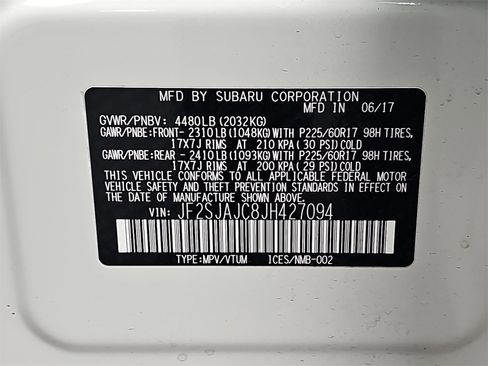 MFD BY SUBARU CORPORATION
MFD IN 06/17
GVWR/PNBV: 4480LB (2032KG)
GAWR/PNBE:FRONT- 2310LB (1048KG) WITH P225/60R17 98H TIRES,
17X7J RIMS AT 210 KPA (30 PSI) COLD
GAWR/PNBE:REAR - 2410LB (1093KG) WITH P225/60R17 98H TIRES,
17X7J RIMS AT 200 KPA (29 PSI) COLD
THIS VEHICLE CONFORMS TO ALL APPLICABLE FEDERAL MOTOR
VEHICLE SAFETY AND THEFT PREVENTION STANDARDS IN EFFECT ON
THE DATE OF MANUFACTURE SHOWN ABOVE.
VIN: JF2SJAJC8JH427094
TYPE:MPV/VTUM ICES/NMB-002